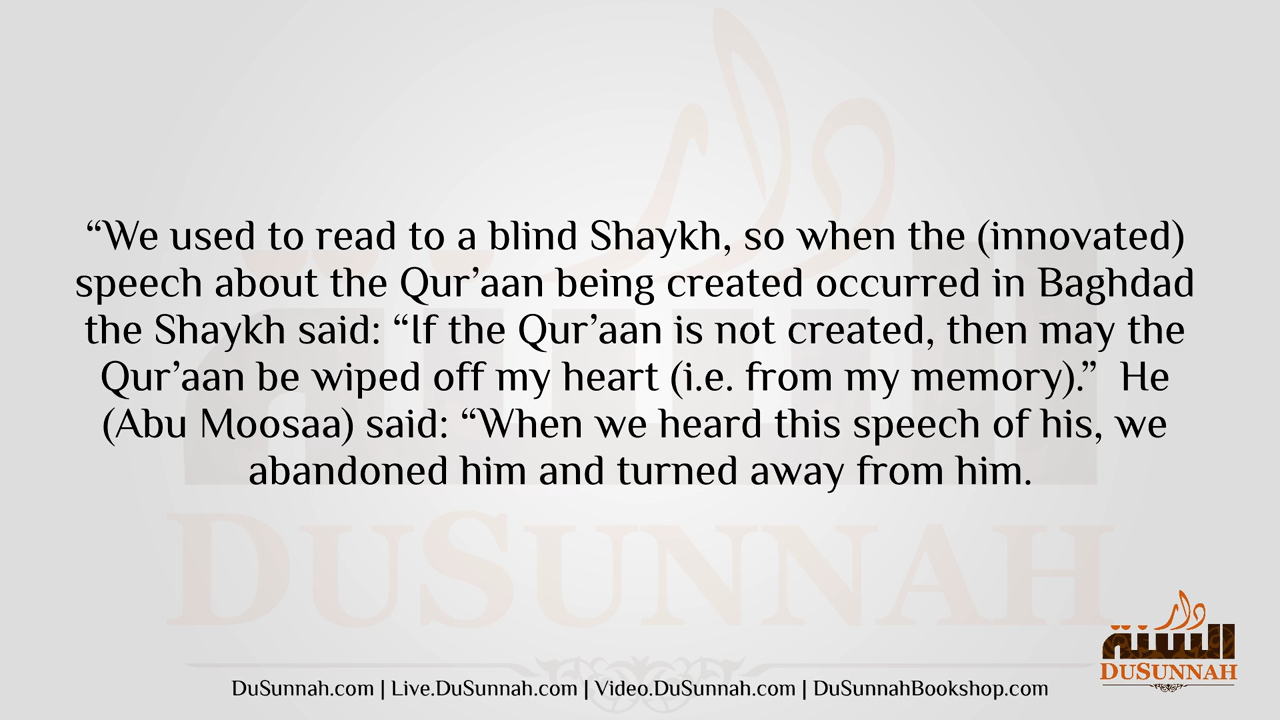 “We used to read to a blind Shaykh, so when the (innovated)
speech about the Qur’aan being created occurred in Baghdad
the Shaykh said: “If the Qur’aan is not created, then may the
Qur’aan be wiped off my heart (i.e. from my memory).”  He
(Abu Moosaa) said: “When we heard this speech of his, we
abandoned him and turned away from him.
DUSUNNAH
دار
السنة
DUSUNNAH
DuSunnah.com | Live.DuSunnah.com | Video.DuSunnah.com | DuSunnahBookshop.com